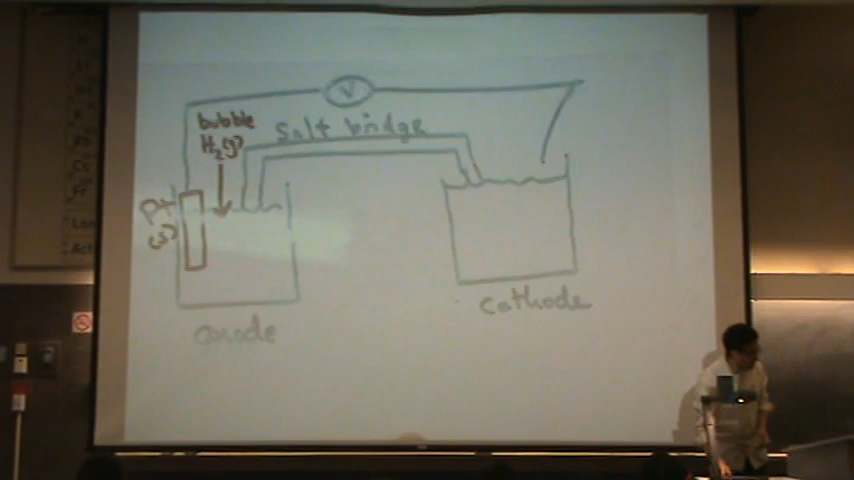 V
bubble
H₂(g)
Salt bridge
Pt
(s)
anode
Cathode